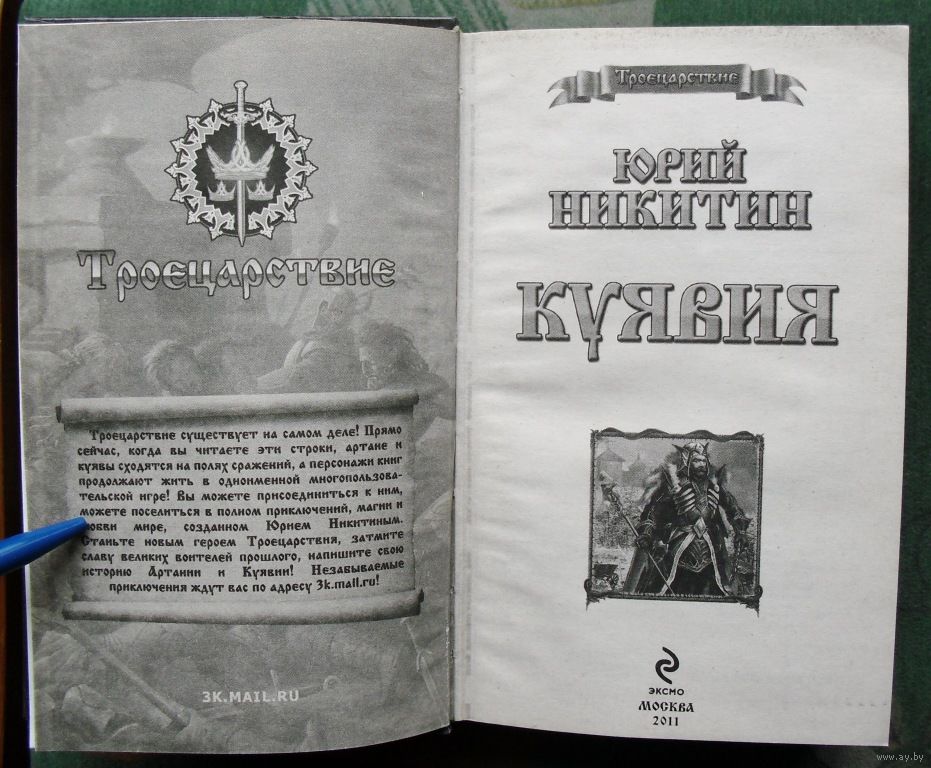 Троецарствие
Троецарствие существует на самом деле! Прямо
сейчас, когда вы читаете эти строки, артане и
куявы сходятся на полях сражений, а персонажи книг
продолжают жить в одноименной многопользова-
тельской игре! Вы можете присоединиться к ним,
можете поселиться в полном приключений, магии и
мире, созданном Юрием Никитиным.
Станьте новым героем Троецарствия, затмите
славу великих воителей прошлого, напишите свою
историю Артании и Куявии! Незабываемые
приключения ждут вас по адресу 3k.mail.ru!
3K.MAIL.RU
Троецарствие
ЮРИЙ
НИКИТИН
КУЯВИЯ
ЭКСМО
МОСКВА
2011
www.ay.by